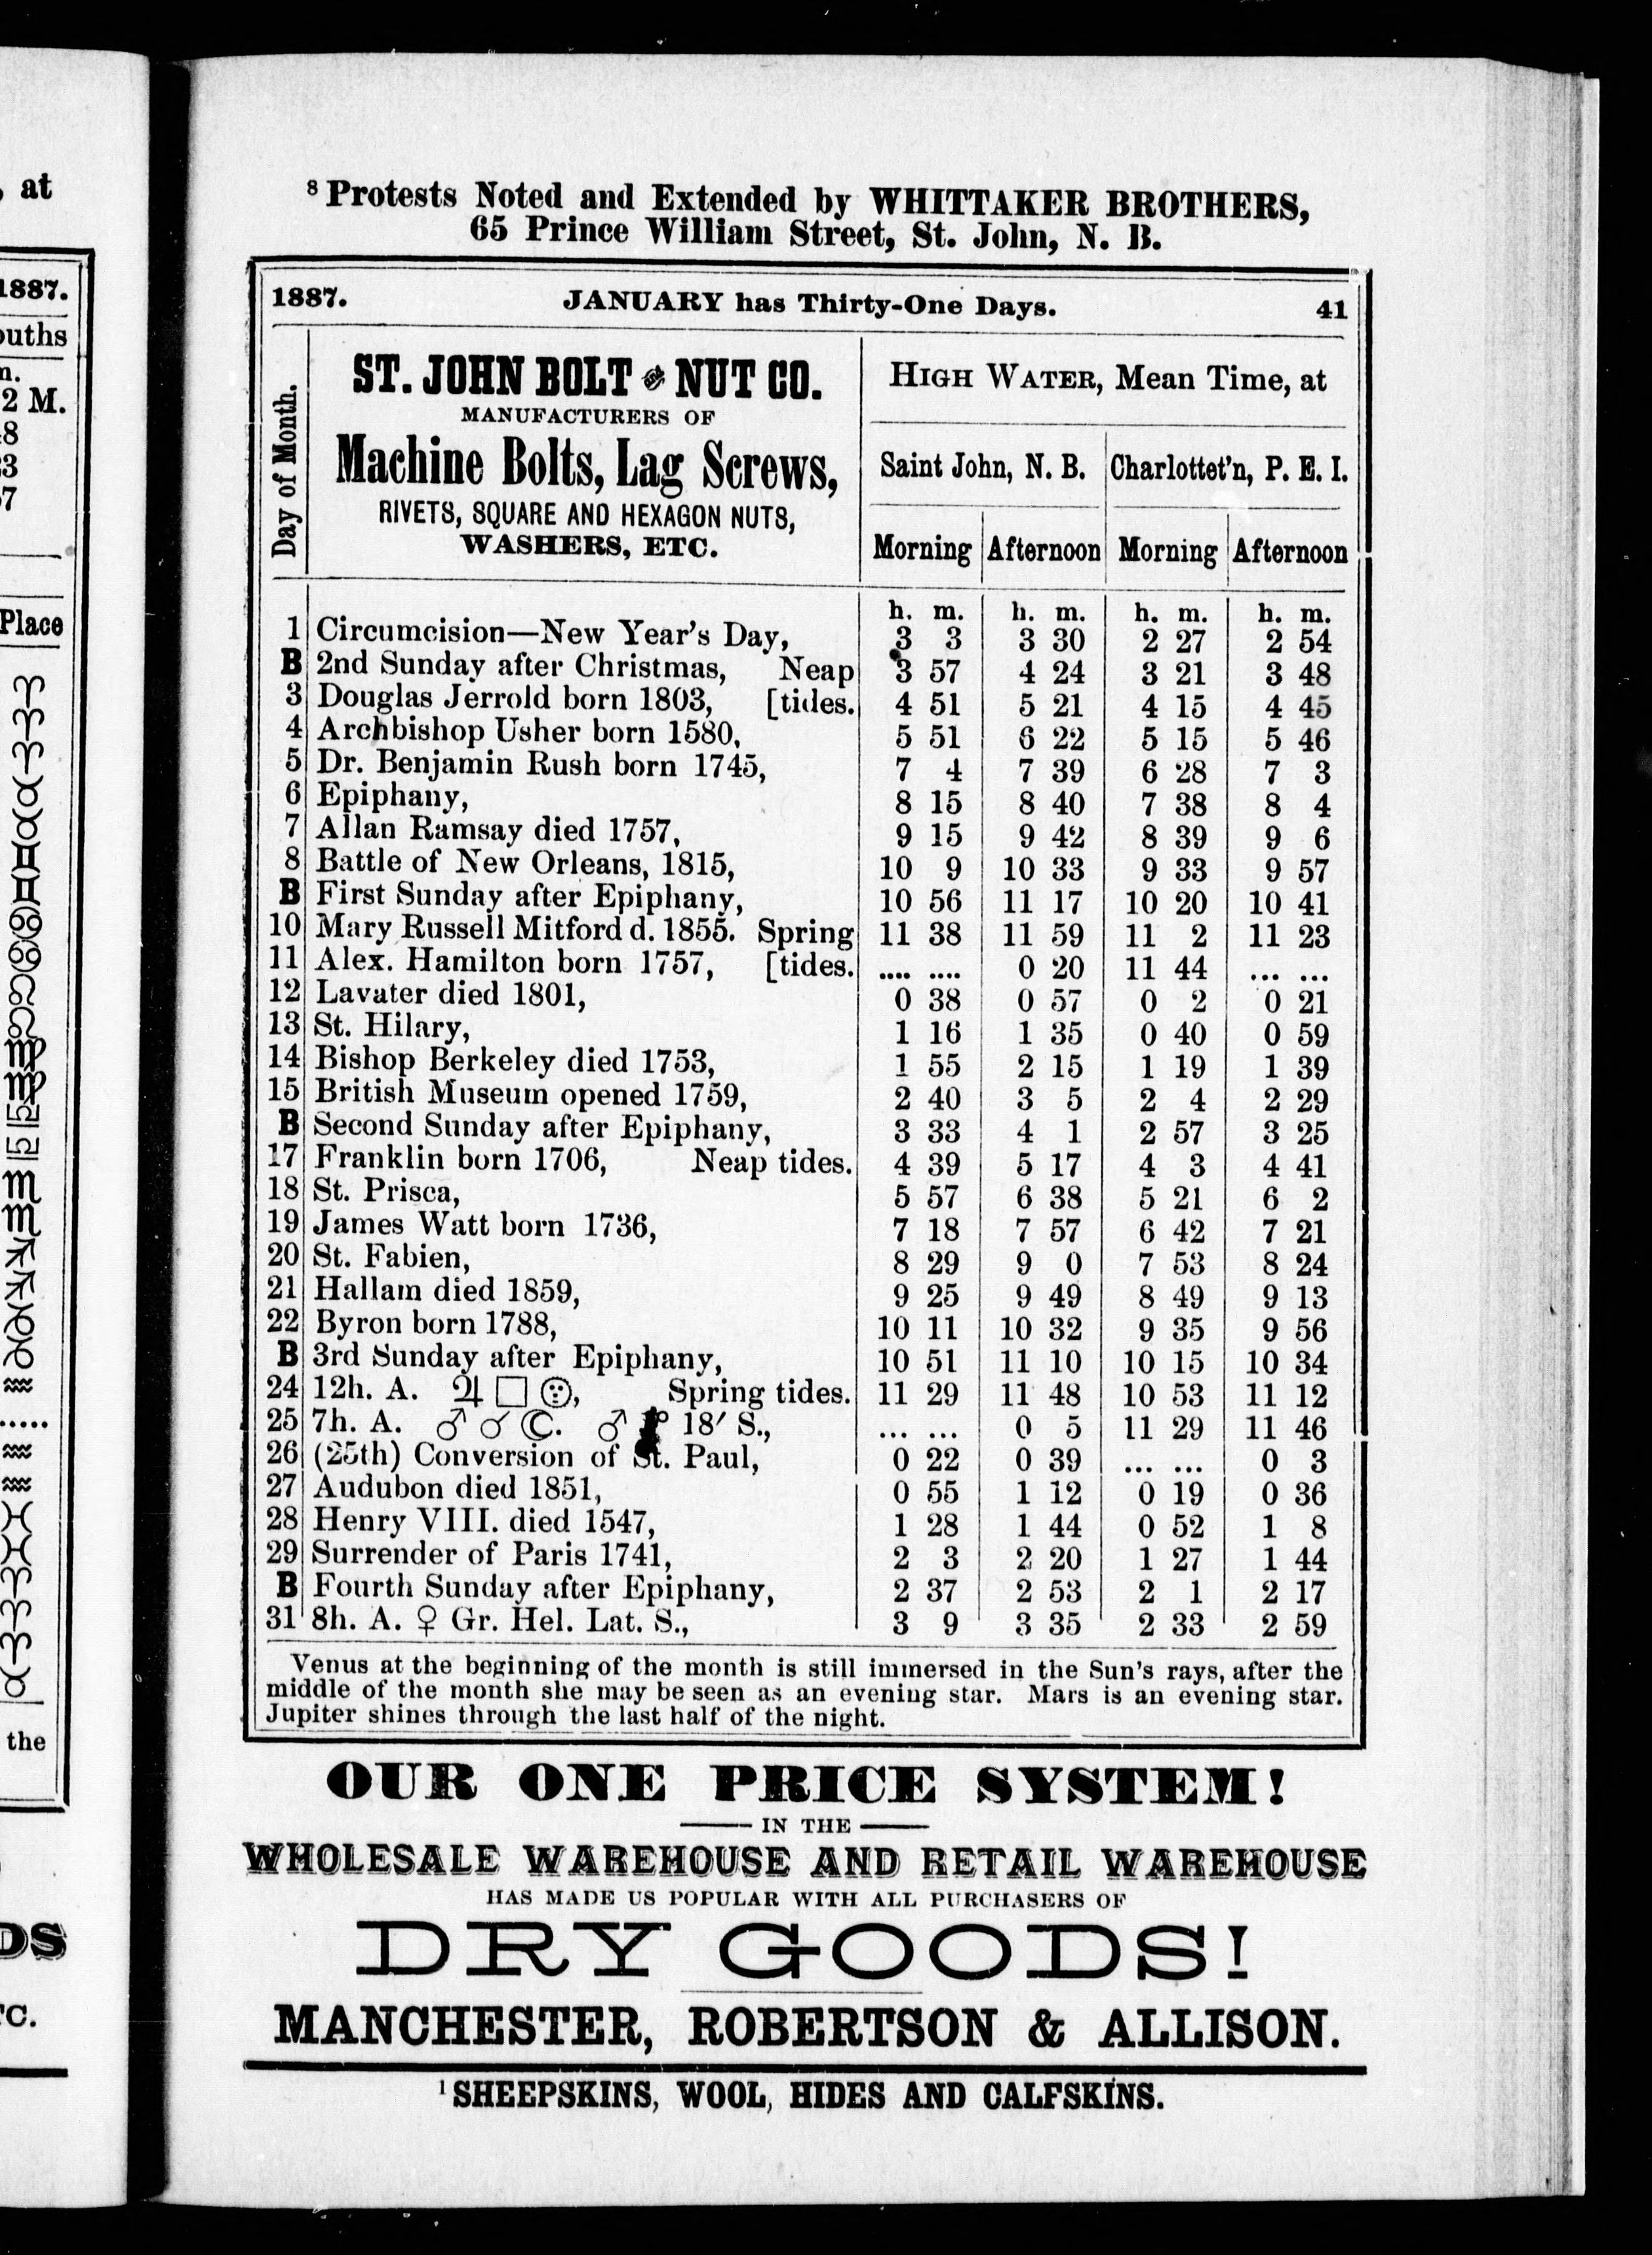 , at
1887.
ouths
m.
2 M.
Place
the
DS
TC.
⁸ Protests Noted and Extended by WHITTAKER BROTHERS,
65 Prince William Street, St. John, N. B.
1887. JANUARY has Thirty-One Days. 41
Day of Month.
ST. JOHN BOLT and NUT CO.
MANUFACTURERS OF
Machine Bolts, Lag Screws,
RIVETS, SQUARE AND HEXAGON NUTS,
WASHERS, ETC.
HIGH WATER, Mean Time, at
Saint John, N. B. Charlottet'n, P. E. I.
Morning Afternoon Morning Afternoon
h. m. h. m. h. m. h. m.
1 Circumcision—New Year's Day, 3 3 3 30 2 27 2 54
B 2nd Sunday after Christmas, Neap 3 57 4 24 3 21 3 48
3 Douglas Jerrold born 1803, [tides. 4 51 5 21 4 15 4 45
4 Archbishop Usher born 1580, 5 51 6 22 5 15 5 46
5 Dr. Benjamin Rush born 1745, 7 4 7 39 6 28 7 3
6 Epiphany, 8 15 8 40 7 38 8 4
7 Allan Ramsay died 1757, 9 15 9 42 8 39 9 6
8 Battle of New Orleans, 1815, 10 9 10 33 9 33 9 57
B First Sunday after Epiphany, 10 56 11 17 10 20 10 41
10 Mary Russell Mitford d. 1855. Spring 11 38 11 59 11 2 11 23
11 Alex. Hamilton born 1757, [tides. .... .... 0 20 11 44 ... ...
12 Lavater died 1801, 0 38 0 57 0 2 0 21
13 St. Hilary, 1 16 1 35 0 40 0 59
14 Bishop Berkeley died 1753, 1 55 2 15 1 19 1 39
15 British Museum opened 1759, 2 40 3 5 2 4 2 29
B Second Sunday after Epiphany, 3 33 4 1 2 57 3 25
17 Franklin born 1706, Neap tides. 4 39 5 17 4 3 4 41
18 St. Prisca, 5 57 6 38 5 21 6 2
19 James Watt born 1736, 7 18 7 57 6 42 7 21
20 St. Fabien, 8 29 9 0 7 53 8 24
21 Hallam died 1859, 9 25 9 49 8 49 9 13
22 Byron born 1788, 10 11 10 32 9 35 9 56
B 3rd Sunday after Epiphany, 10 51 11 10 10 15 10 34
24 12h. A. ♃ □ ☉, Spring tides. 11 29 11 48 10 53 11 12
25 7h. A. ♂ ☌ ☾. ♂ 18′ S., ... ... 0 5 11 29 11 46
26 (25th) Conversion of St. Paul, 0 22 0 39 ... ... 0 3
27 Audubon died 1851, 0 55 1 12 0 19 0 36
28 Henry VIII. died 1547, 1 28 1 44 0 52 1 8
29 Surrender of Paris 1741, 2 3 2 20 1 27 1 44
B Fourth Sunday after Epiphany, 2 37 2 53 2 1 2 17
31 8h. A. ♀ Gr. Hel. Lat. S., 3 9 3 35 2 33 2 59
Venus at the beginning of the month is still immersed in the Sun's rays, after the
middle of the month she may be seen as an evening star. Mars is an evening star.
Jupiter shines through the last half of the night.
OUR ONE PRICE SYSTEM!
IN THE
WHOLESALE WAREHOUSE AND RETAIL WAREHOUSE
HAS MADE US POPULAR WITH ALL PURCHASERS OF
DRY GOODS!
MANCHESTER, ROBERTSON & ALLISON.
¹ SHEEPSKINS, WOOL, HIDES AND CALFSKINS.